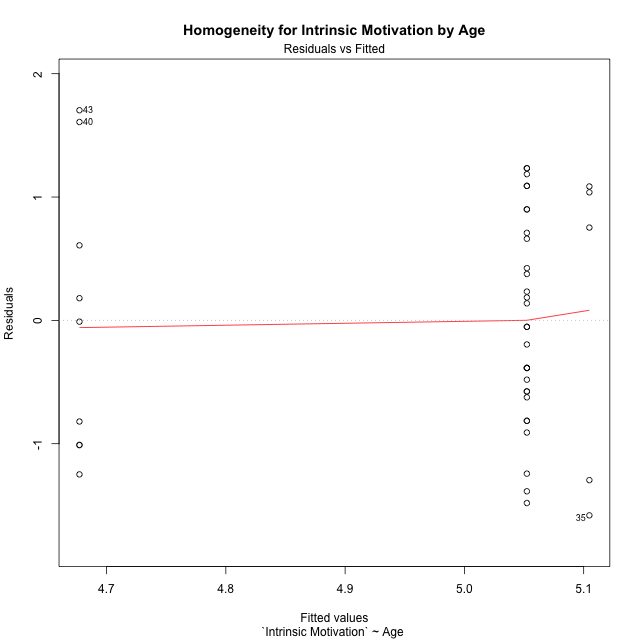 Homogeneity for Intrinsic Motivation by Age
Residuals vs Fitted
2
43
40
1
Residuals
0
-1
35
4.7 4.8 4.9 5.0 5.1
Fitted values
`Intrinsic Motivation` ~ Age